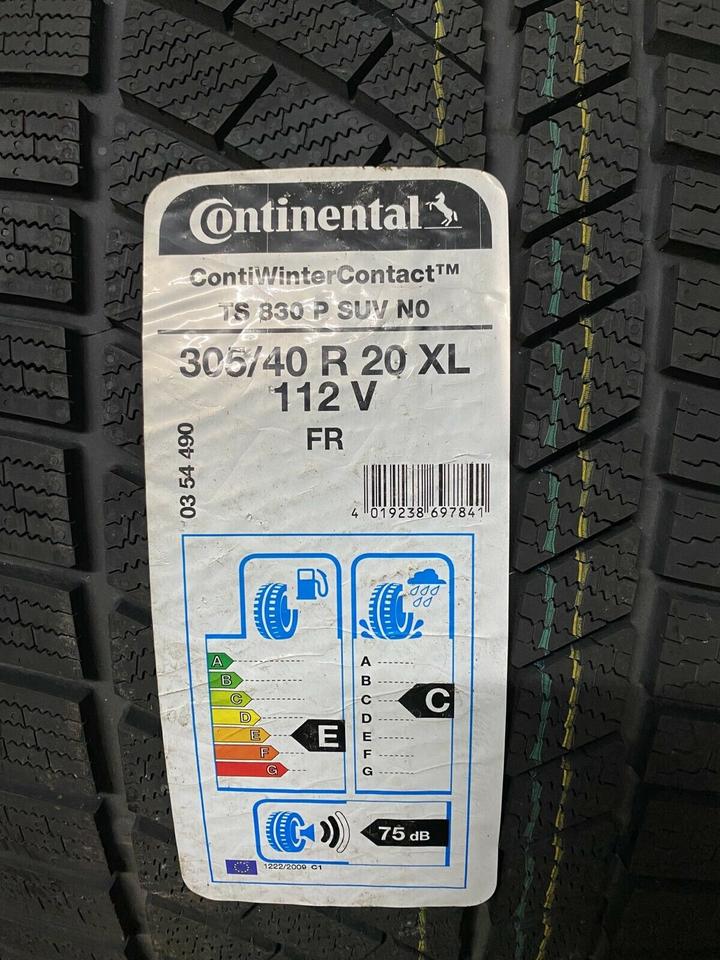 Continental
ContiWinterContact™
TS 830 P SUV N0
305/40 R 20 XL
112 V
FR
03 54 490
4 019238 697841
A
B
C
D
E
F
G
E
A
B
C
D
E
F
G
C
75 dB
1222/2009 C1